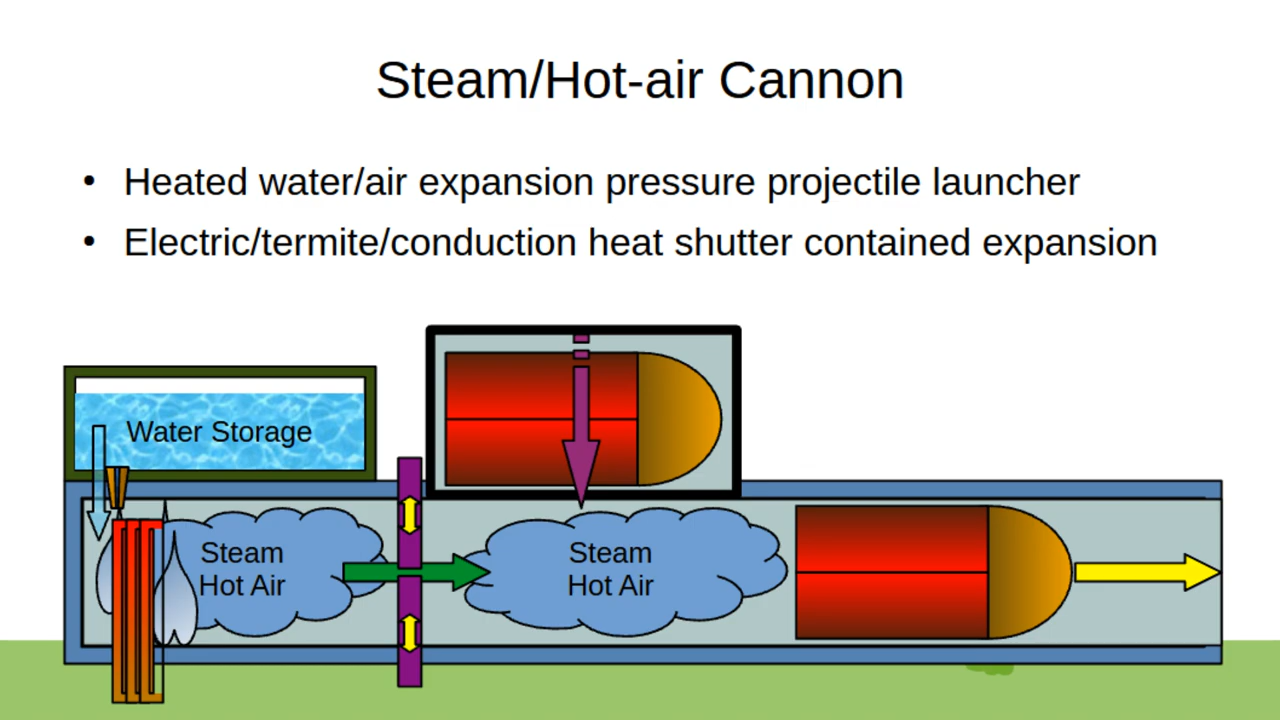 Steam/Hot-air Cannon
• Heated water/air expansion pressure projectile launcher
• Electric/termite/conduction heat shutter contained expansion
Water Storage
Steam
Hot Air
Steam
Hot Air